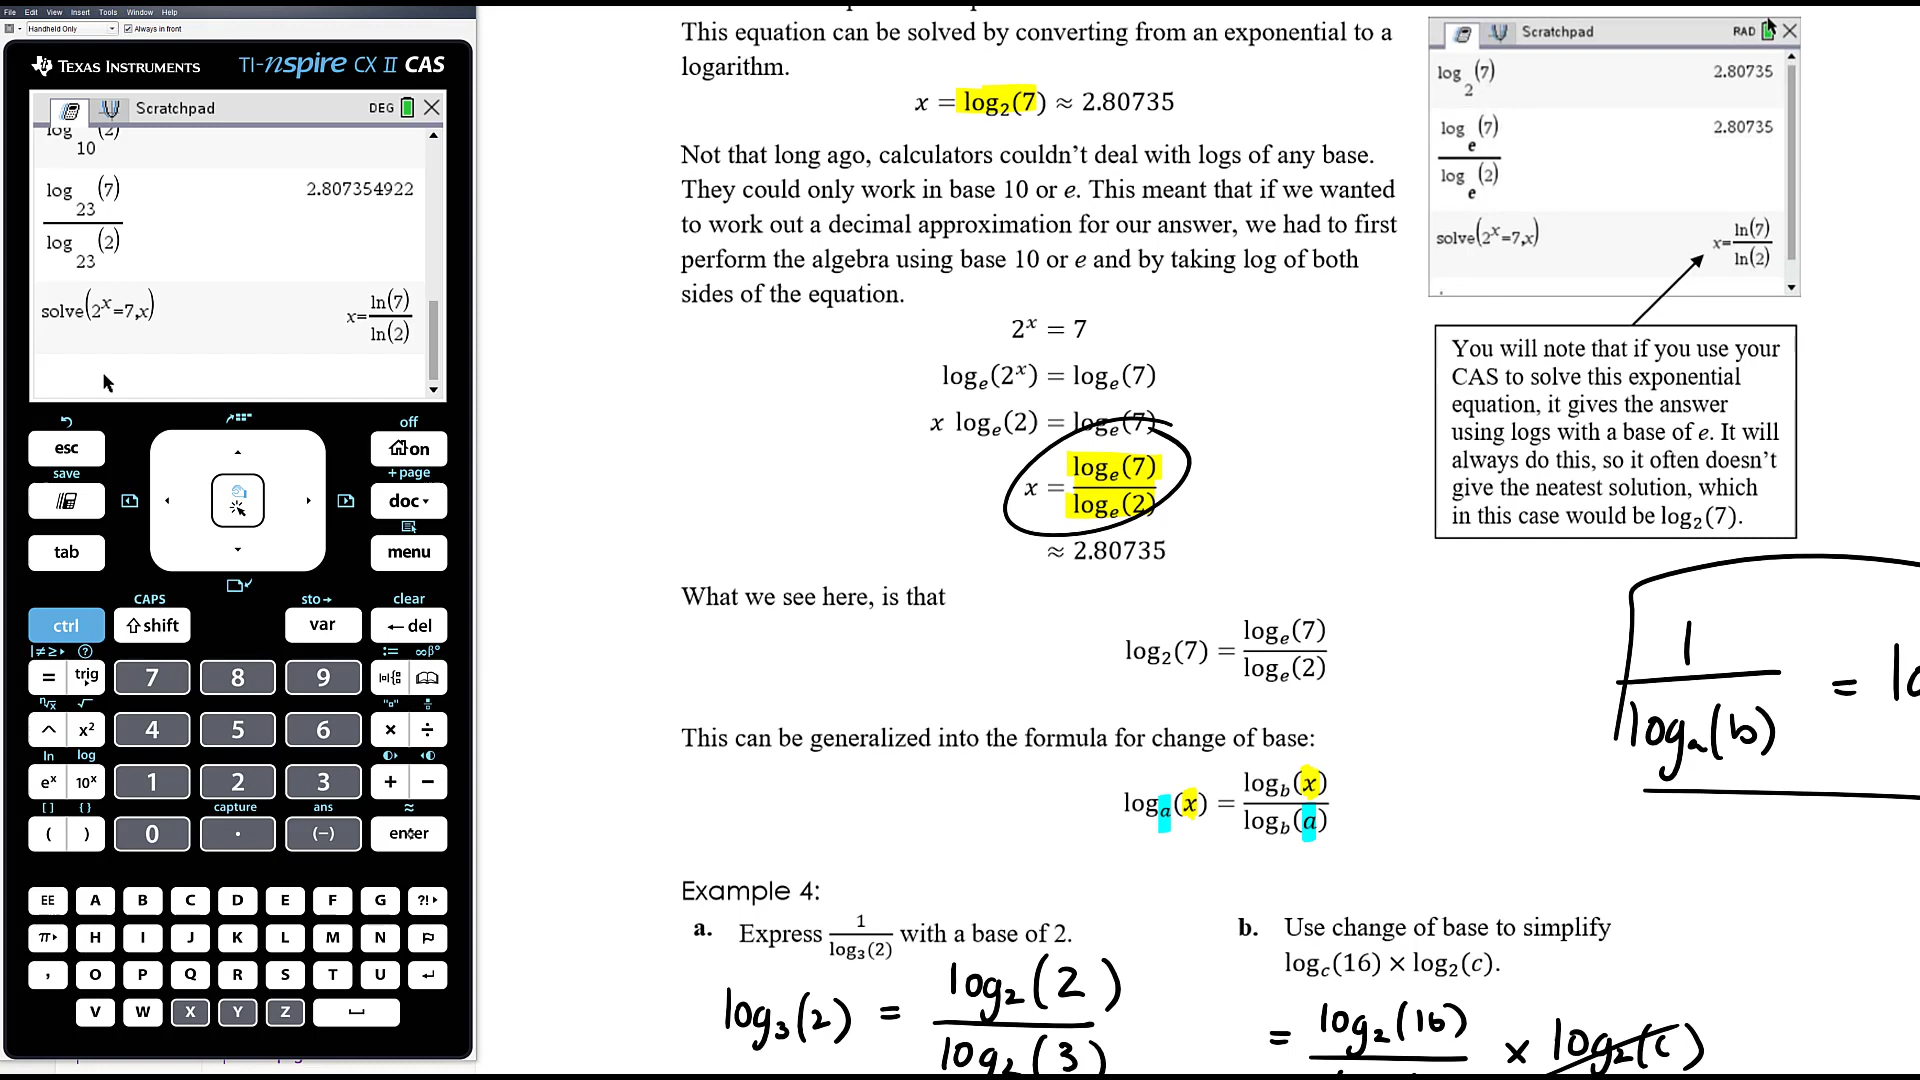 File Edit View Insert Tools Window Help
Handheld Only Always in front
TEXAS INSTRUMENTS TI-nspire CX II CAS
Scratchpad DEG
log₁₀(2)
log₂₃(7)
log₂₃(2)
2.807354922
solve(2ˣ=7,x) x=ln(7)/ln(2)
off
esc on
save + page
doc
tab menu
CAPS sto→ clear
ctrl ⇧shift var ←del
|≠≥▸ ? := ∞β°
= trig 7 8 9
ⁿ√x √ "▫"
^ x² 4 5 6 × ÷
ln log
eˣ 10ˣ 1 2 3 + −
[ ] { } capture ans ≈
( ) 0 . (−) enter
EE A B C D E F G ?!▸
π▸ H I J K L M N
, O P Q R S T U ↵
V W X Y Z
This equation can be solved by converting from an exponential to a
logarithm.
x = log₂(7) ≈ 2.80735
Not that long ago, calculators couldn't deal with logs of any base.
They could only work in base 10 or e. This meant that if we wanted
to work out a decimal approximation for our answer, we had to first
perform the algebra using base 10 or e and by taking log of both
sides of the equation.
2ˣ = 7
logₑ(2ˣ) = logₑ(7)
x logₑ(2) = logₑ(7)
x = logₑ(7)/logₑ(2)
≈ 2.80735
What we see here, is that
log₂(7) = logₑ(7)/logₑ(2)
This can be generalized into the formula for change of base:
logₐ(x) = log_b(x)/log_b(a)
Example 4:
a. Express 1/log₃(2) with a base of 2.
log₃(2) = log₂(2)/log₂(3)
b. Use change of base to simplify
log_c(16) × log₂(c).
= log₂(16) × log₂(c)
Scratchpad RAD
log₂(7) 2.80735
logₑ(7)/logₑ(2) 2.80735
solve(2ˣ=7,x) x=ln(7)/ln(2)
You will note that if you use your
CAS to solve this exponential
equation, it gives the answer
using logs with a base of e. It will
always do this, so it often doesn't
give the neatest solution, which
in this case would be log₂(7).
1/logₐ(b) = lo